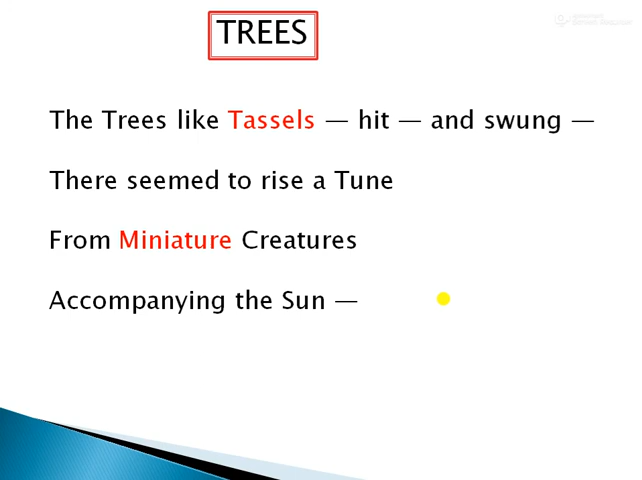 TREES
The Trees like Tassels — hit — and swung —
There seemed to rise a Tune
From Miniature Creatures
Accompanying the Sun —